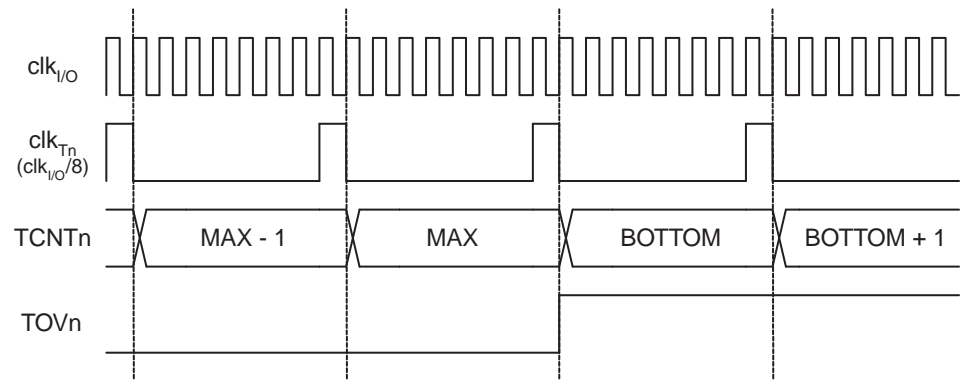 clkI/O
clkTn
(clkI/O/8)
TCNTn MAX - 1 MAX BOTTOM BOTTOM + 1
TOVn